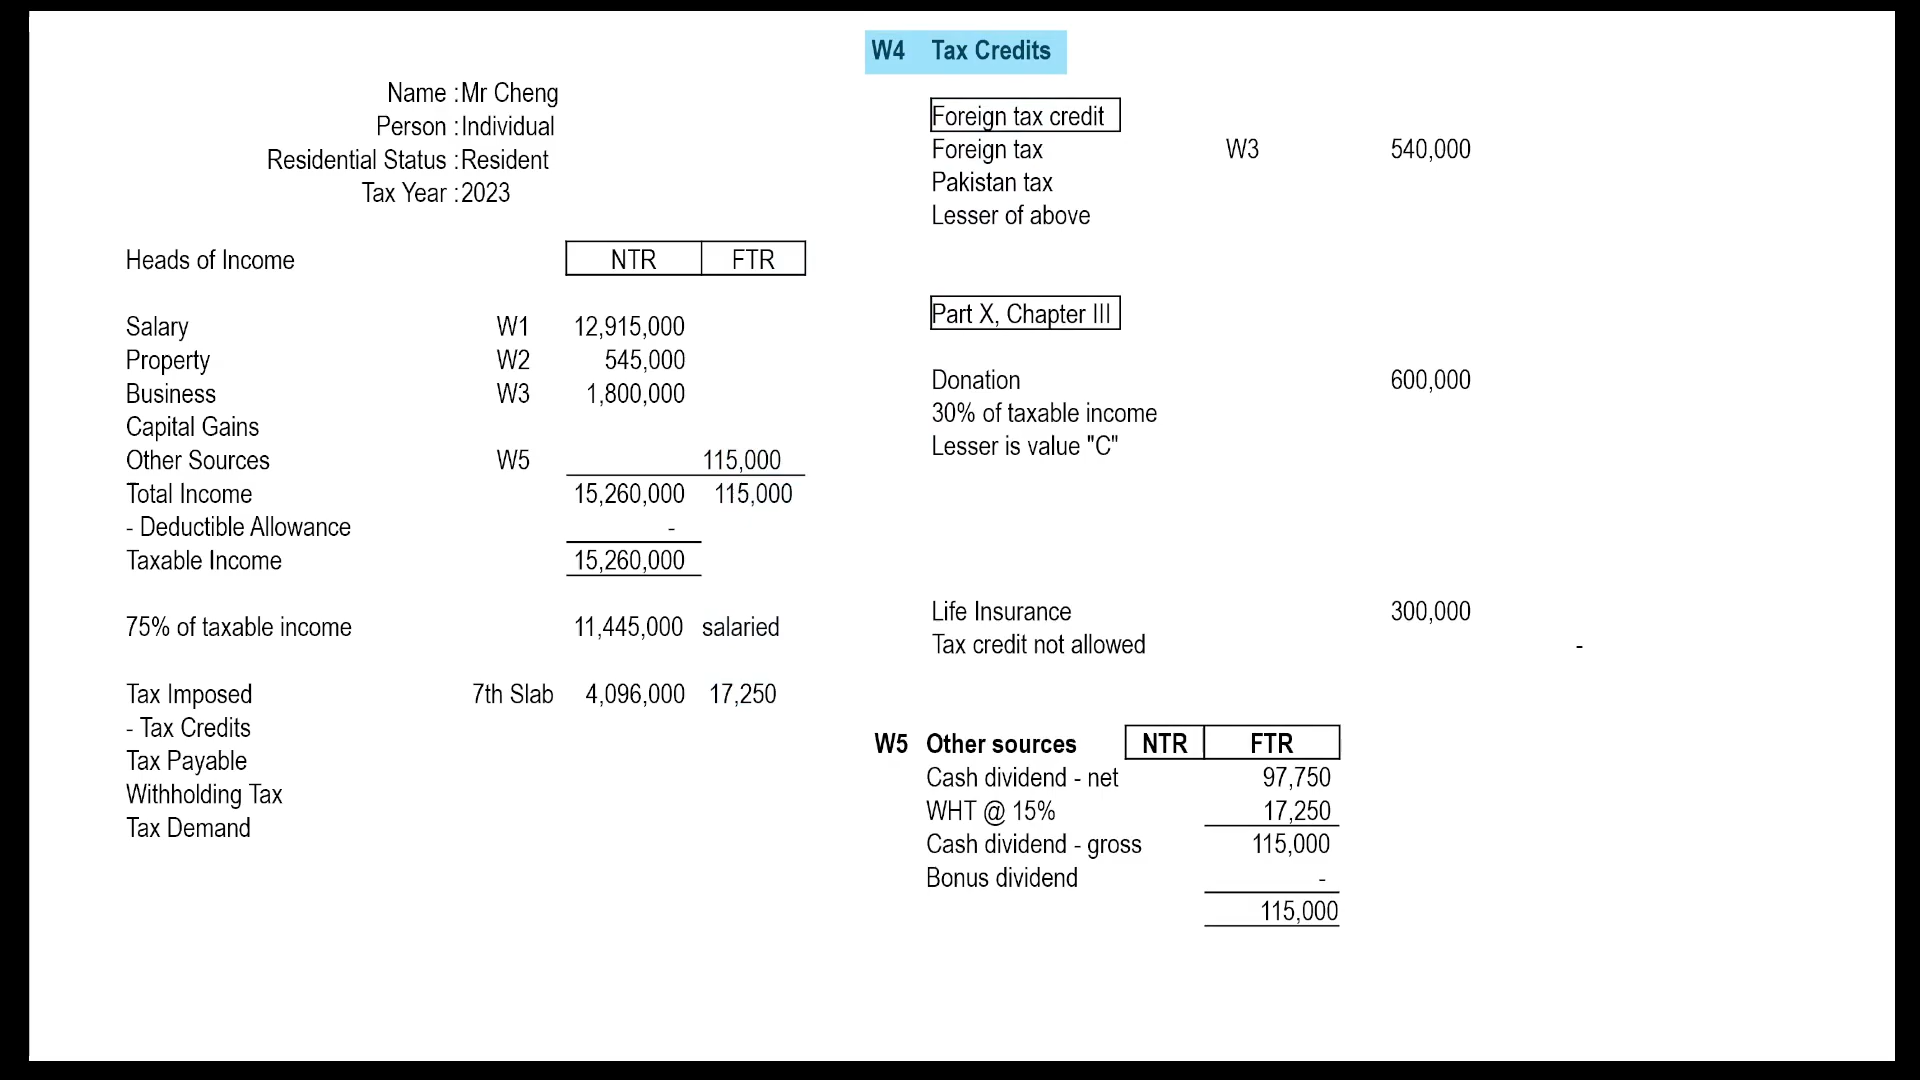 Name : Mr Cheng
Person : Individual
Residential Status : Resident
Tax Year : 2023
Heads of Income NTR FTR
Salary W1 12,915,000
Property W2 545,000
Business W3 1,800,000
Capital Gains
Other Sources W5 115,000
Total Income 15,260,000 115,000
- Deductible Allowance -
Taxable Income 15,260,000
75% of taxable income 11,445,000 salaried
Tax Imposed 7th Slab 4,096,000 17,250
- Tax Credits
Tax Payable
Withholding Tax
Tax Demand
W4 Tax Credits
Foreign tax credit
Foreign tax W3 540,000
Pakistan tax
Lesser of above
Part X, Chapter III
Donation 600,000
30% of taxable income
Lesser is value "C"
Life Insurance 300,000
Tax credit not allowed -
W5 Other sources NTR FTR
Cash dividend - net 97,750
WHT @ 15% 17,250
Cash dividend - gross 115,000
Bonus dividend -
115,000